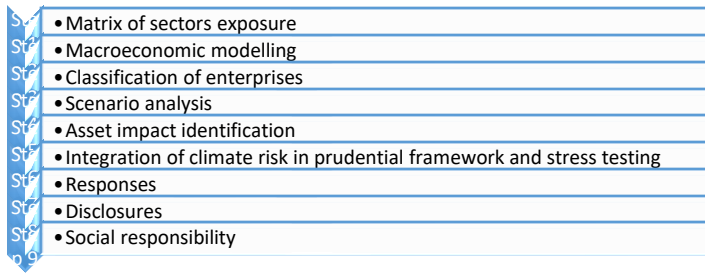 • Matrix of sectors exposure
• Macroeconomic modelling
• Classification of enterprises
• Scenario analysis
• Asset impact identification
• Integration of climate risk in prudential framework and stress testing
• Responses
• Disclosures
• Social responsibility